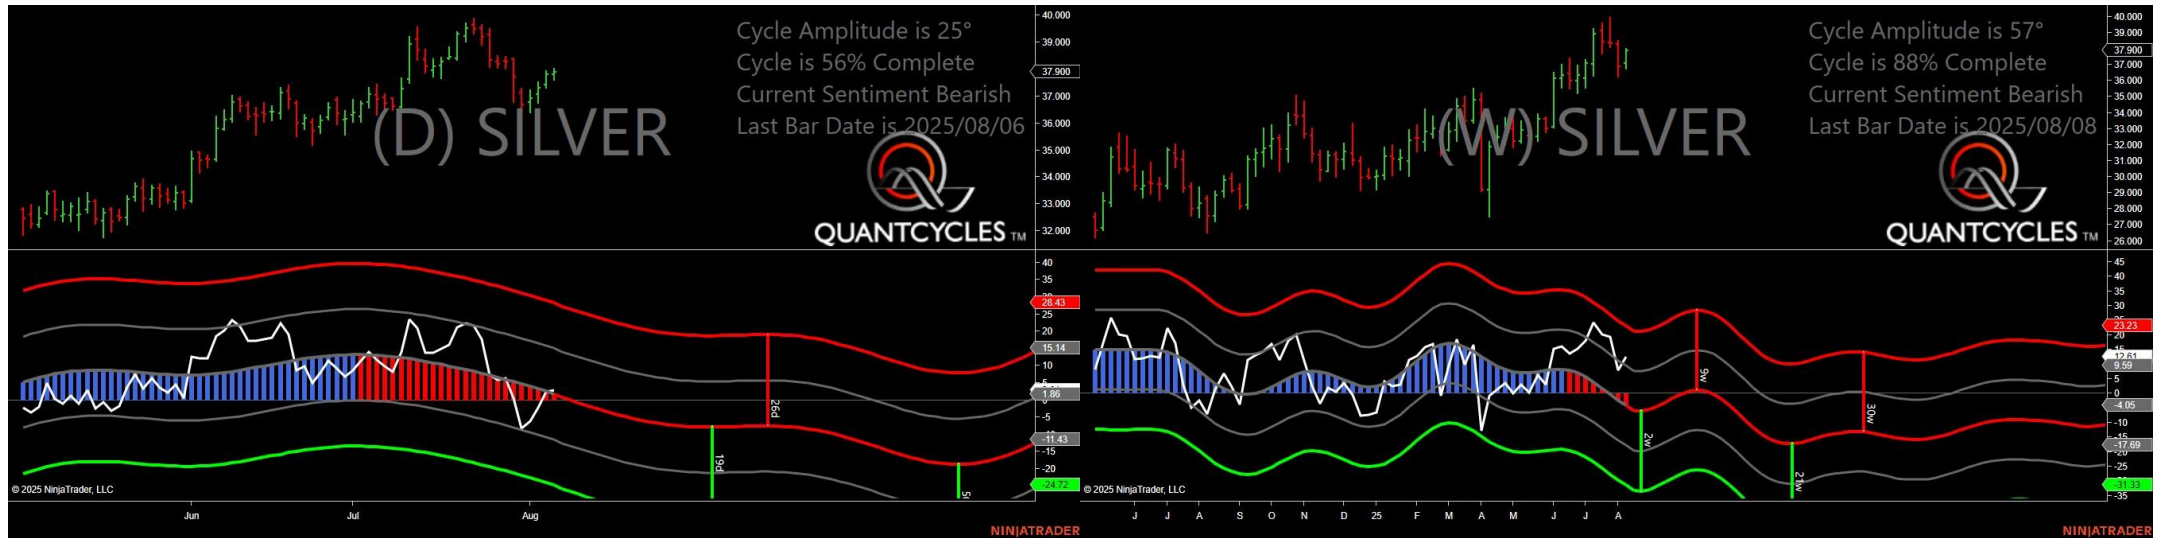 Cycle Amplitude is 25°
Cycle is 56% Complete
Current Sentiment Bearish
Last Bar Date is 2025/08/06
(D) SILVER
QUANTCYCLES TM
40.000
39.000
37.900
37.000
36.000
35.000
34.000
33.000
32.000
40
35
28.43
25
20
15.14
10
5
1.86
-5
-11.43
-15
-20
-24.72
26d
19d
© 2025 NinjaTrader, LLC
Jun
Jul
Aug
NINJATRADER
Cycle Amplitude is 57°
Cycle is 88% Complete
Current Sentiment Bearish
Last Bar Date is 2025/08/08
(W) SILVER
QUANTCYCLES TM
40.000
39.000
37.900
37.000
36.000
35.000
34.000
33.000
32.000
31.000
30.000
29.000
28.000
27.000
26.000
45
40
35
30
23.23
20
15
12.61
9.59
5
0
-4.05
-10
-15
-17.69
-20
-25
-31.33
-35
9w
2w
30w
21w
© 2025 NinjaTrader, LLC
J
J
A
S
O
N
D
25
F
M
A
M
J
J
A
NINJATRADER